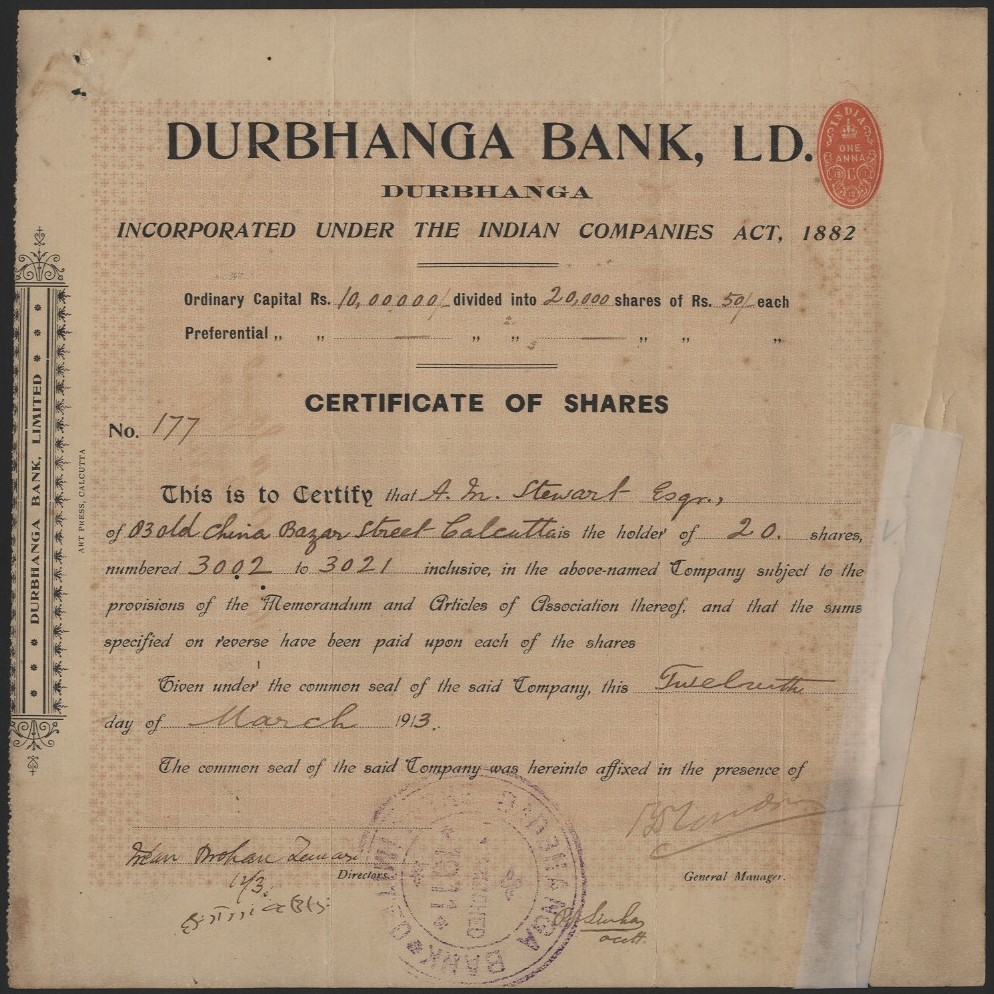 DURBHANGA BANK, LD.
INDIA
ONE
ANNA
DURBHANGA
INCORPORATED UNDER THE INDIAN COMPANIES ACT, 1882
Ordinary Capital Rs. 10,00000/- divided into 20,000 shares of Rs. 50/- each
Preferential „ „ — „ „ — „ „ „
CERTIFICATE OF SHARES
No. 177
This is to Certify that A. M. Stewart Esqr.,
of 03 old China Bazar Street Calcutta is the holder of 20. shares,
numbered 3002 to 3021 inclusive, in the above-named Company subject to the
provisions of the Memorandum and Articles of Association thereof, and that the sums
specified on reverse have been paid upon each of the shares
Given under the common seal of the said Company, this Twelveth
day of March 1913.
The common seal of the said Company was hereinto affixed in the presence of
Mohan
12/3
Directors.
General Manager.
DURBHANGA BANK
DURBHANGA BANK, LIMITED
ART PRESS, CALCUTTA